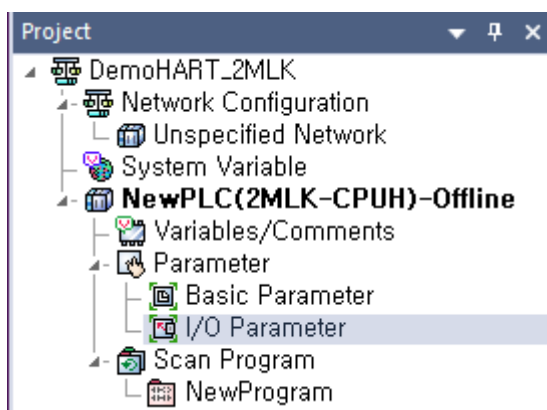 Project
DemoHART_2MLK
Network Configuration
Unspecified Network
System Variable
NewPLC(2MLK-CPUH)-Offline
Variables/Comments
Parameter
Basic Parameter
I/O Parameter
Scan Program
NewProgram